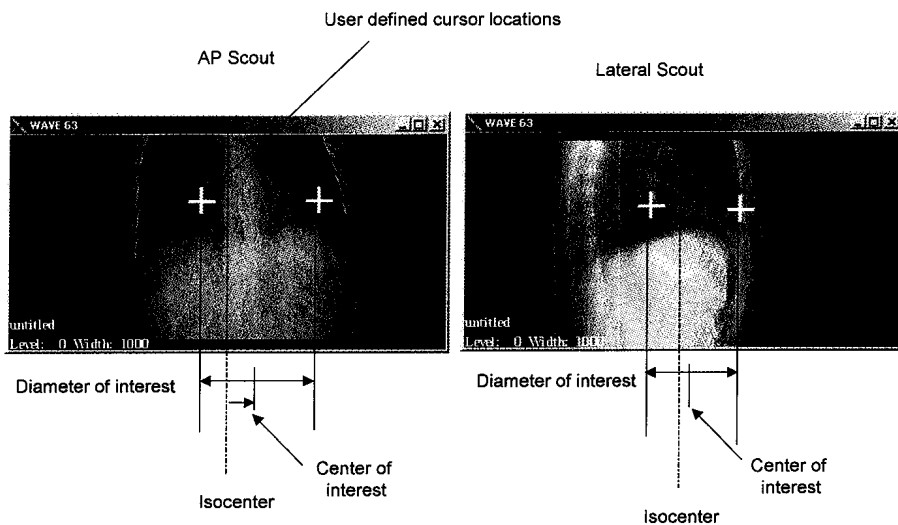 User defined cursor locations
AP Scout
Lateral Scout
WAVE 63
WAVE 63
untitled
Level: 0 Width: 1000
untitled
Level: 0 Width: 1000
Diameter of interest
Center of
interest
Isocenter
Diameter of interest
Center of
interest
Isocenter